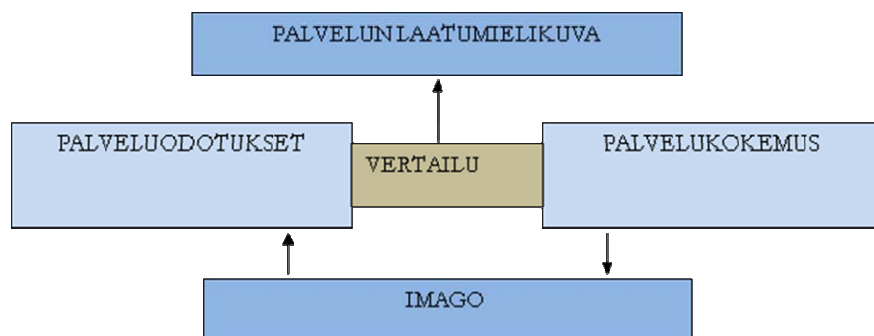 PALVELUN LAATUMIELIKUVA
PALVELUODOTUKSET
VERTAILU
PALVELUKOKEMUS
IMAGO